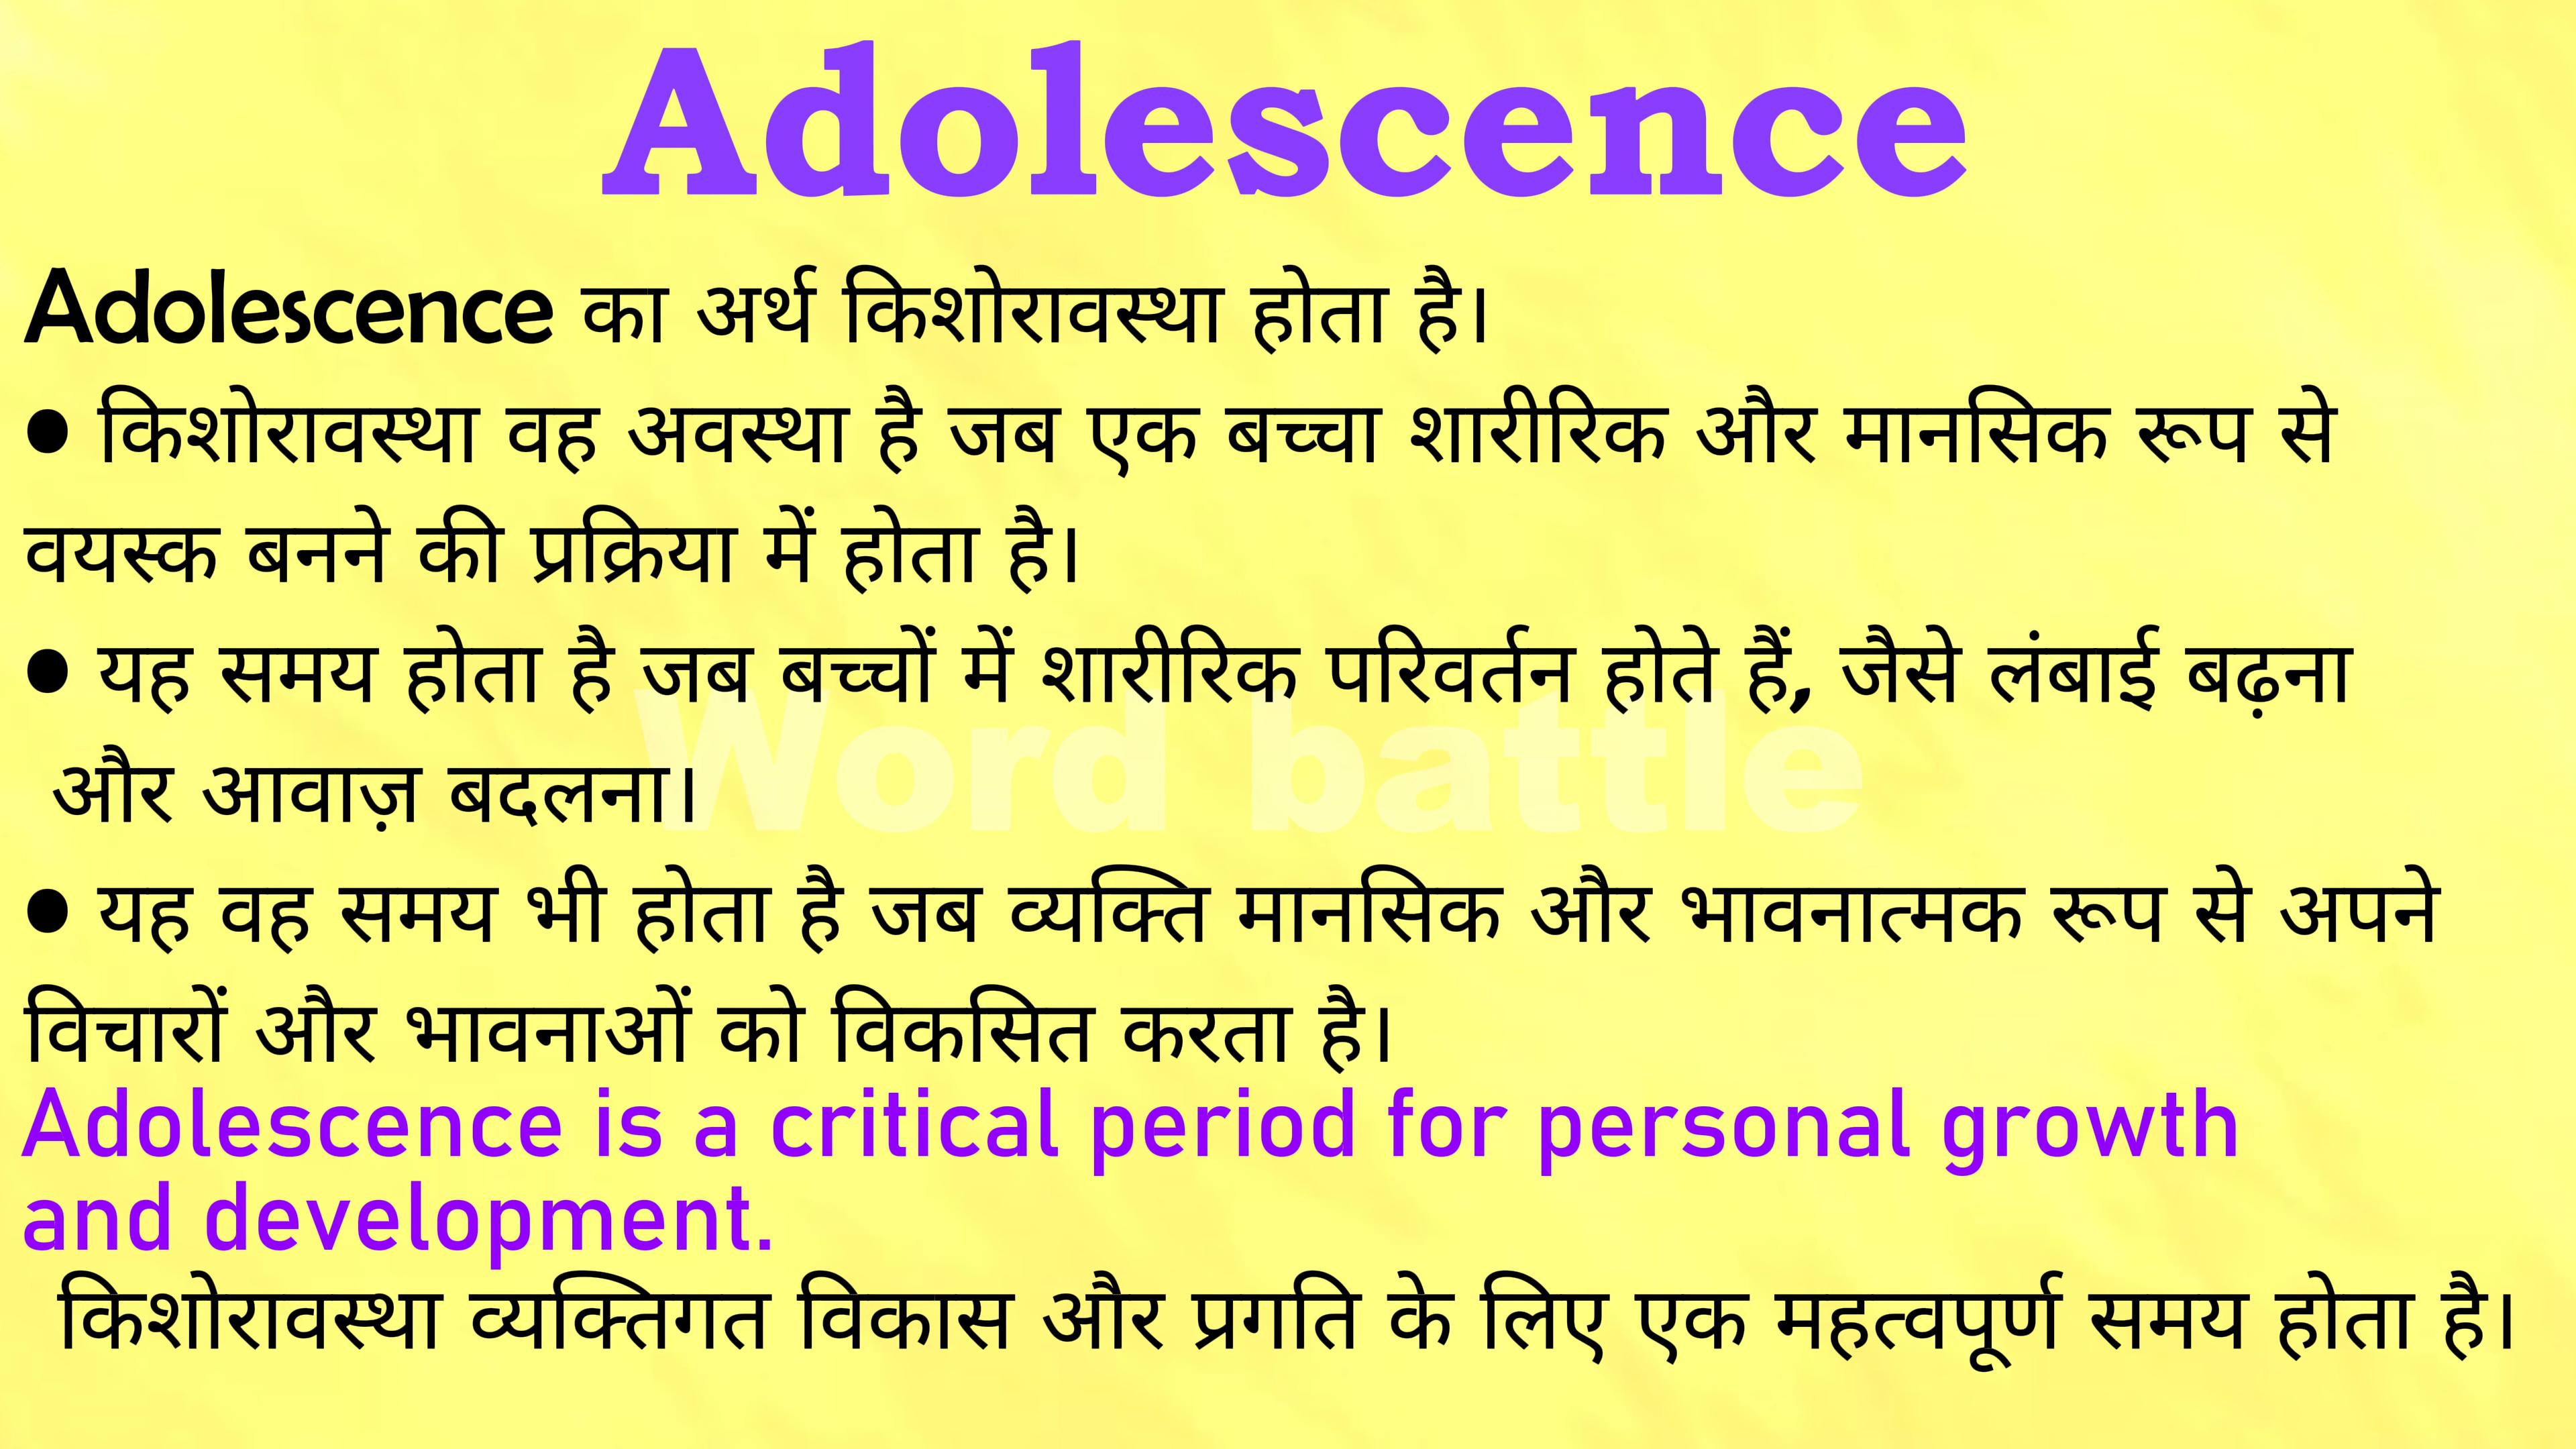 Adolescence
Adolescence का अर्थ किशोरावस्था होता है।
● किशोरावस्था वह अवस्था है जब एक बच्चा शारीरिक और मानसिक रूप से
वयस्क बनने की प्रक्रिया में होता है।
● यह समय होता है जब बच्चों में शारीरिक परिवर्तन होते हैं, जैसे लंबाई बढ़ना
और आवाज़ बदलना।
Word battle
● यह वह समय भी होता है जब व्यक्ति मानसिक और भावनात्मक रूप से अपने
विचारों और भावनाओं को विकसित करता है।
Adolescence is a critical period for personal growth
and development.
किशोरावस्था व्यक्तिगत विकास और प्रगति के लिए एक महत्वपूर्ण समय होता है।